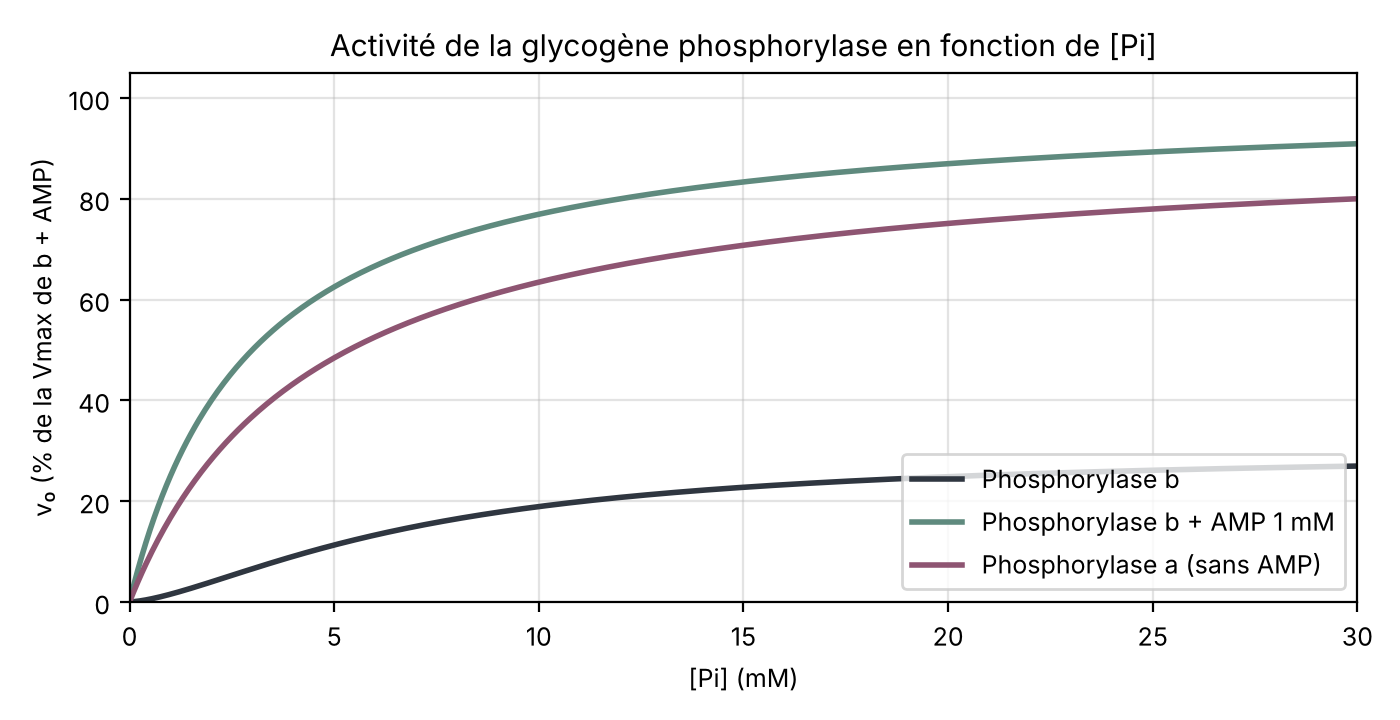 Activité de la glycogène phosphorylase en fonction de [Pi]
v₀ (% de la Vmax de b + AMP)
100
80
60
40
20
0
Phosphorylase b
Phosphorylase b + AMP 1 mM
Phosphorylase a (sans AMP)
0 5 10 15 20 25 30
[Pi] (mM)